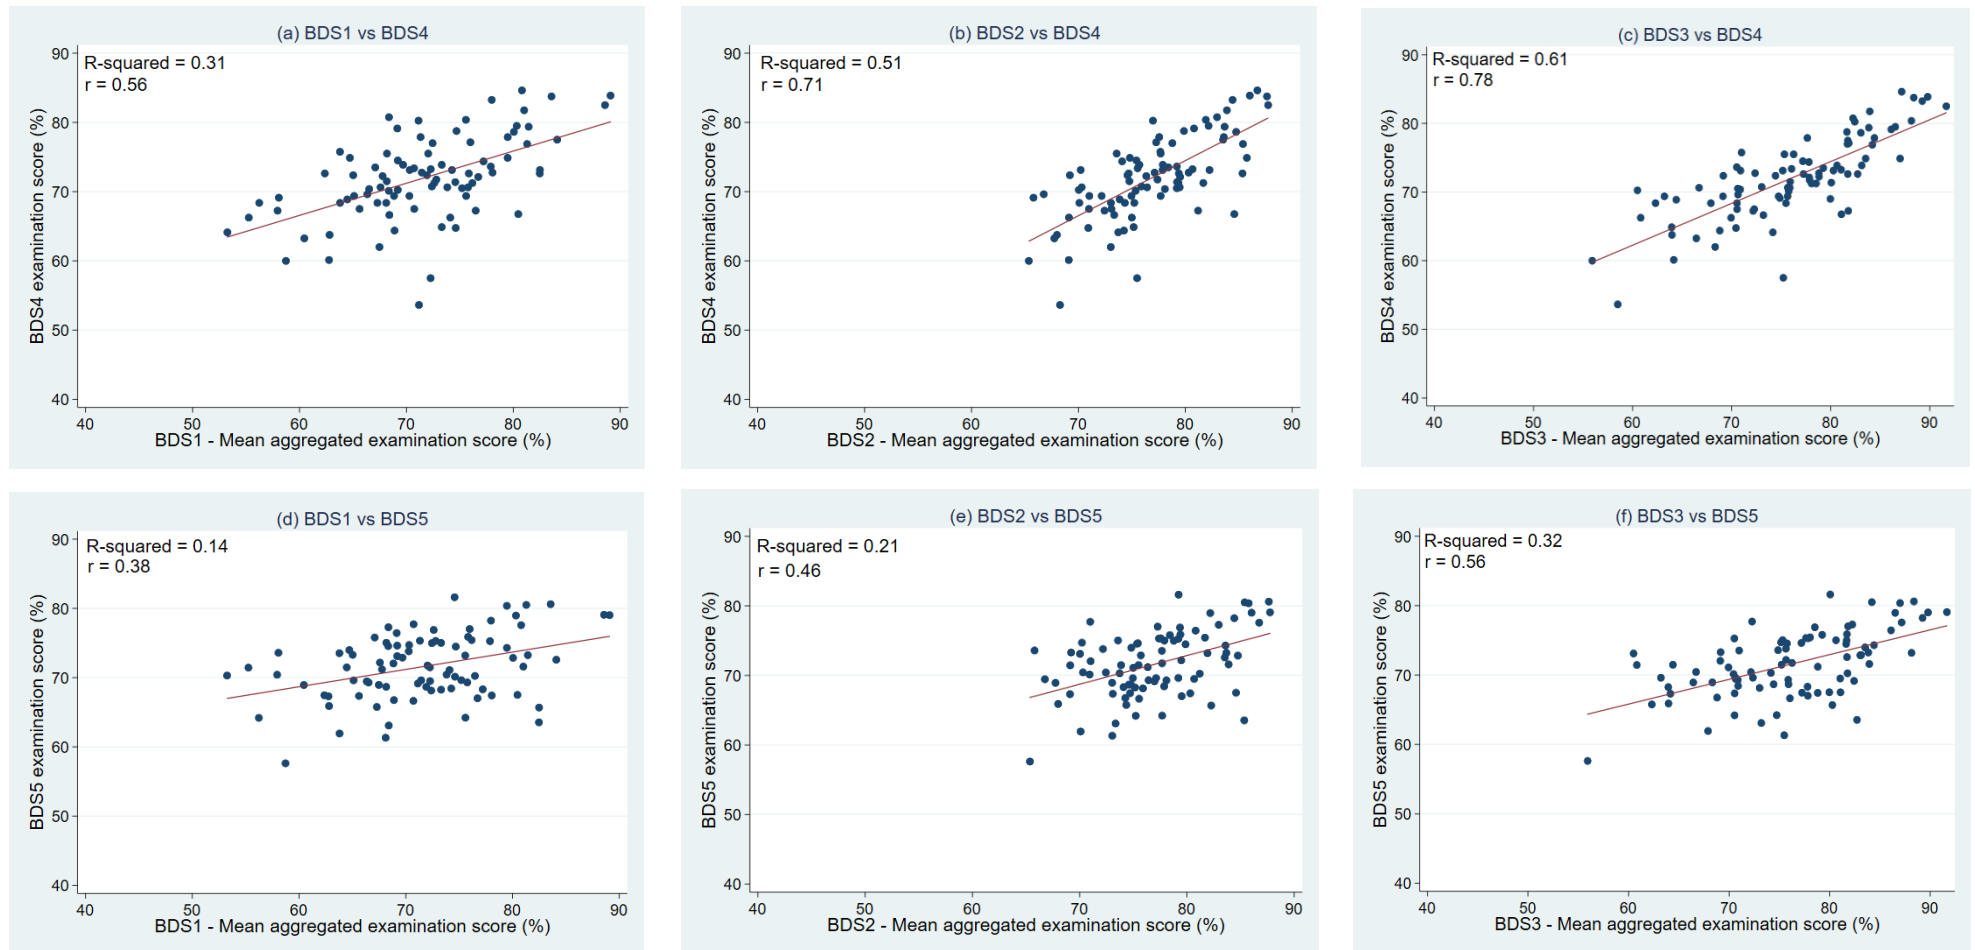 (a) BDS1 vs BDS4
R-squared = 0.31
r = 0.56
90
80
70
60
50
40
BDS4 examination score (%)
40 50 60 70 80 90
BDS1 - Mean aggregated examination score (%)
(b) BDS2 vs BDS4
R-squared = 0.51
r = 0.71
90
80
70
60
50
40
BDS4 examination score (%)
40 50 60 70 80 90
BDS2 - Mean aggregated examination score (%)
(c) BDS3 vs BDS4
R-squared = 0.61
r = 0.78
90
80
70
60
50
40
BDS4 examination score (%)
40 50 60 70 80 90
BDS3 - Mean aggregated examination score (%)
(d) BDS1 vs BDS5
R-squared = 0.14
r = 0.38
90
80
70
60
50
40
BDS5 examination score (%)
40 50 60 70 80 90
BDS1 - Mean aggregated examination score (%)
(e) BDS2 vs BDS5
R-squared = 0.21
r = 0.46
90
80
70
60
50
40
BDS5 examination score (%)
40 50 60 70 80 90
BDS2 - Mean aggregated examination score (%)
(f) BDS3 vs BDS5
R-squared = 0.32
r = 0.56
90
80
70
60
50
40
BDS5 examination score (%)
40 50 60 70 80 90
BDS3 - Mean aggregated examination score (%)